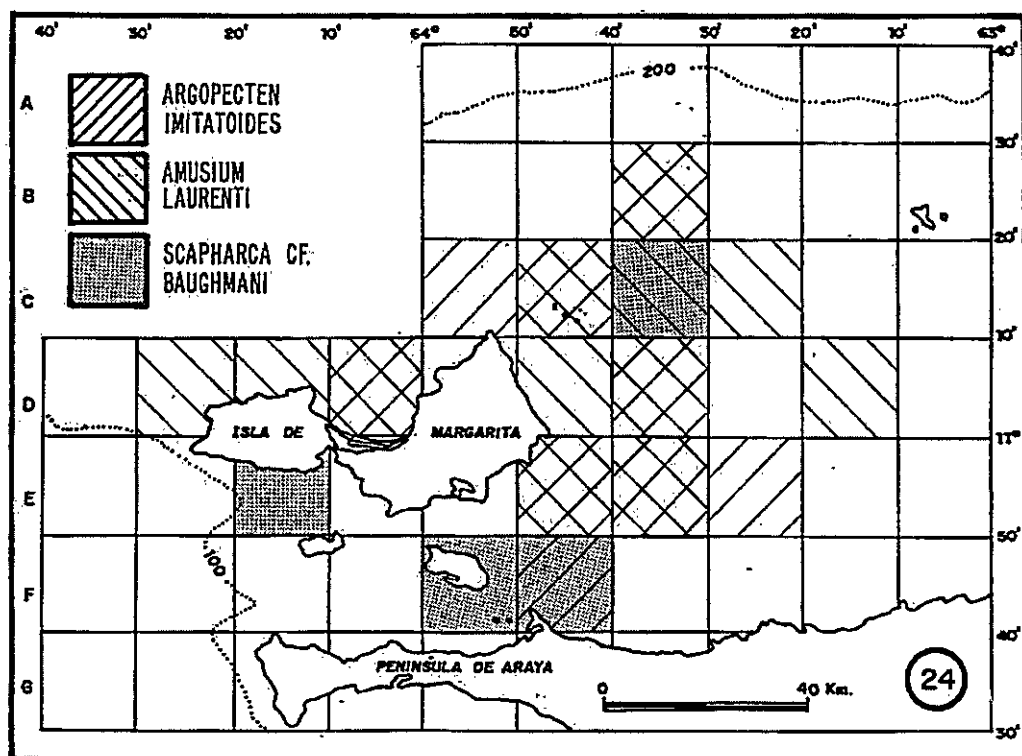 40' 30' 20' 10' 64° 50' 40' 30' 20' 10' 63°
40'
200
A
ARGOPECTEN
IMITATOIDES
30'
B
AMUSIUM
LAURENTI
20'
C
SCAPHARCA CF.
BAUGHMANI
10'
D
ISLA DE MARGARITA
11°
E
50'
100
F
40'
PENINSULA DE ARAYA
G
24
0 40 Km.
30'